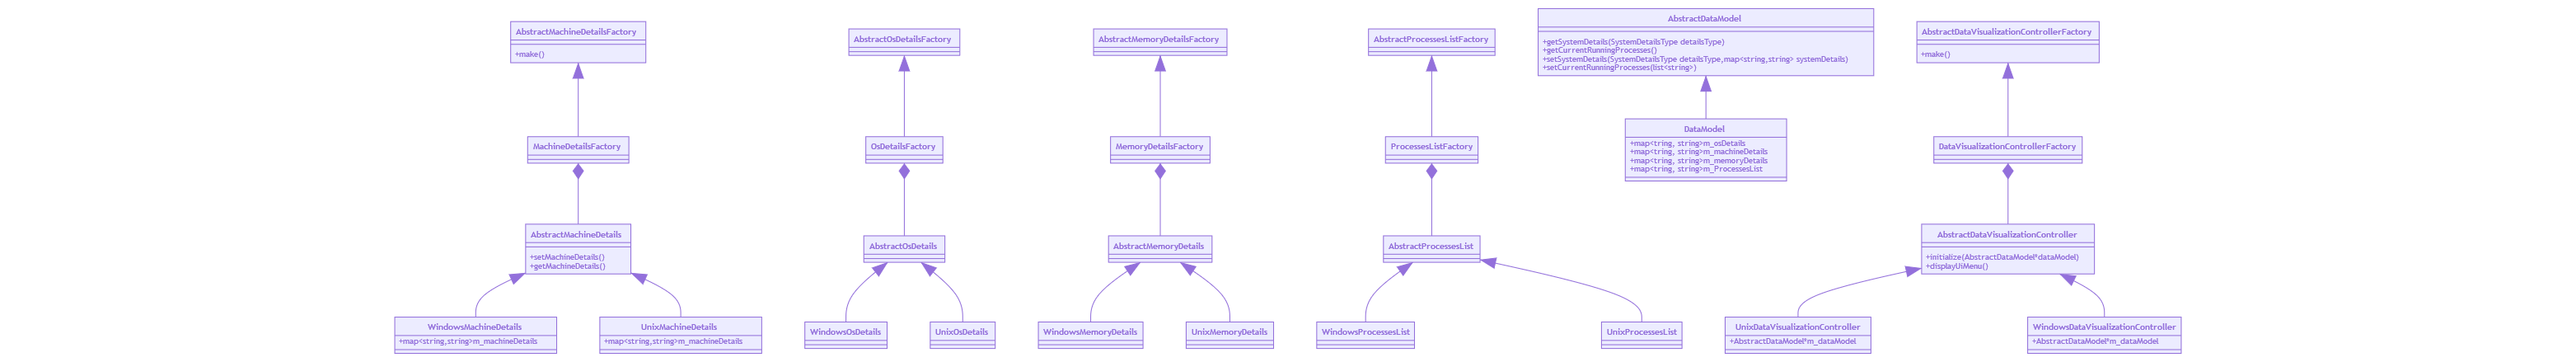 AbstractMachineDetailsFactory
+make()
AbstractOsDetailsFactory
AbstractMemoryDetailsFactory
AbstractProcessesListFactory
AbstractDataModel
+getSystemDetails(SystemDetailsType detailsType)
+getCurrentRunningProcesses()
+setSystemDetails(SystemDetailsType detailsType,map<string,string> systemDetails)
+setCurrentRunningProcesses(list<string>)
AbstractDataVisualizationControllerFactory
+make()
MachineDetailsFactory
OsDetailsFactory
MemoryDetailsFactory
ProcessesListFactory
DataModel
+map<tring, string>m_osDetails
+map<tring, string>m_machineDetails
+map<tring, string>m_memoryDetails
+map<tring, string>m_ProcessesList
DataVisualizationControllerFactory
AbstractMachineDetails
+setMachineDetails()
+getMachineDetails()
AbstractOsDetails
AbstractMemoryDetails
AbstractProcessesList
AbstractDataVisualizationController
+initialize(AbstractDataModel*dataModel)
+displayUiMenu()
WindowsMachineDetails
+map<string,string>m_machineDetails
UnixMachineDetails
+map<string,string>m_machineDetails
WindowsOsDetails
UnixOsDetails
WindowsMemoryDetails
UnixMemoryDetails
WindowsProcessesList
UnixProcessesList
UnixDataVisualizationController
+AbstractDataModel*m_dataModel
WindowsDataVisualizationController
+AbstractDataModel*m_dataModel